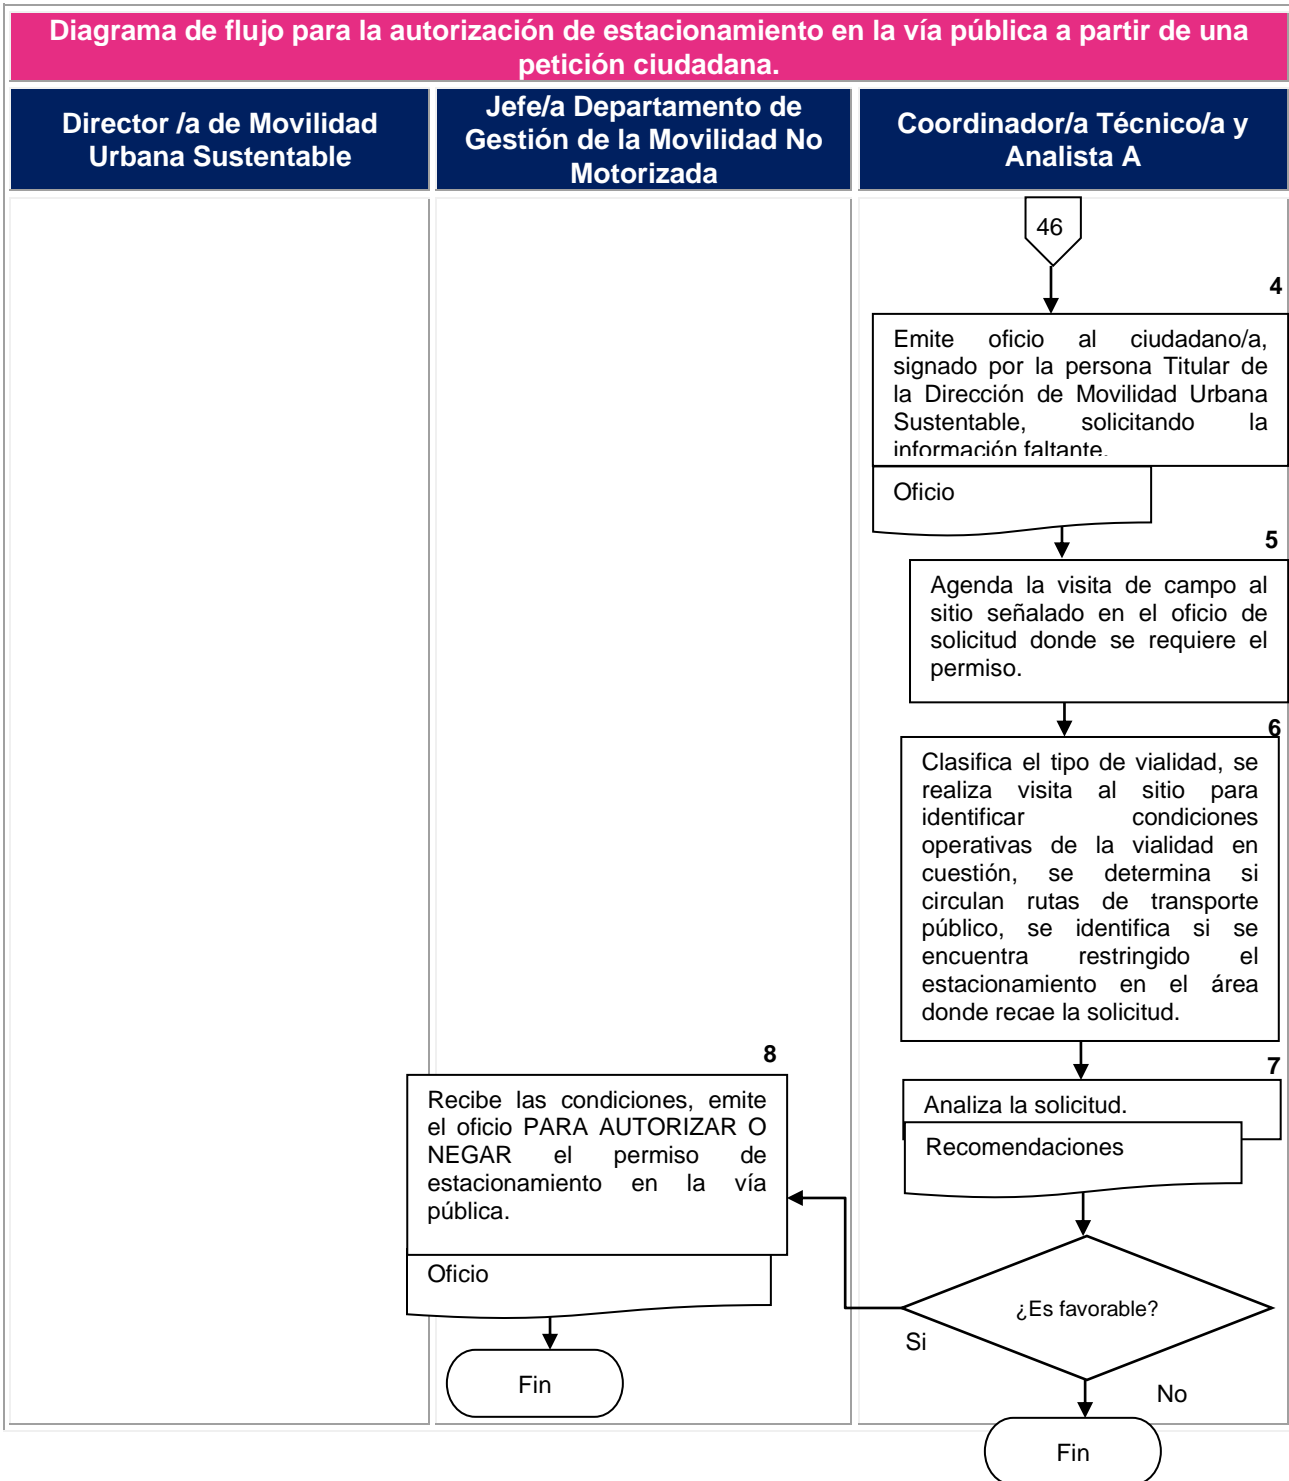 Diagrama de flujo para la autorización de estacionamiento en la vía pública a partir de una
petición ciudadana.
Director /a de Movilidad
Urbana Sustentable
Jefe/a Departamento de
Gestión de la Movilidad No
Motorizada
Coordinador/a Técnico/a y
Analista A
46
4
Emite oficio al ciudadano/a,
signado por la persona Titular de
la Dirección de Movilidad Urbana
Sustentable, solicitando la
información faltante.
Oficio
5
Agenda la visita de campo al
sitio señalado en el oficio de
solicitud donde se requiere el
permiso.
6
Clasifica el tipo de vialidad, se
realiza visita al sitio para
identificar condiciones
operativas de la vialidad en
cuestión, se determina si
circulan rutas de transporte
público, se identifica si se
encuentra restringido el
estacionamiento en el área
donde recae la solicitud.
7
Analiza la solicitud.
Recomendaciones
¿Es favorable?
Si
No
Fin
8
Recibe las condiciones, emite
el oficio PARA AUTORIZAR O
NEGAR el permiso de
estacionamiento en la vía
pública.
Oficio
Fin